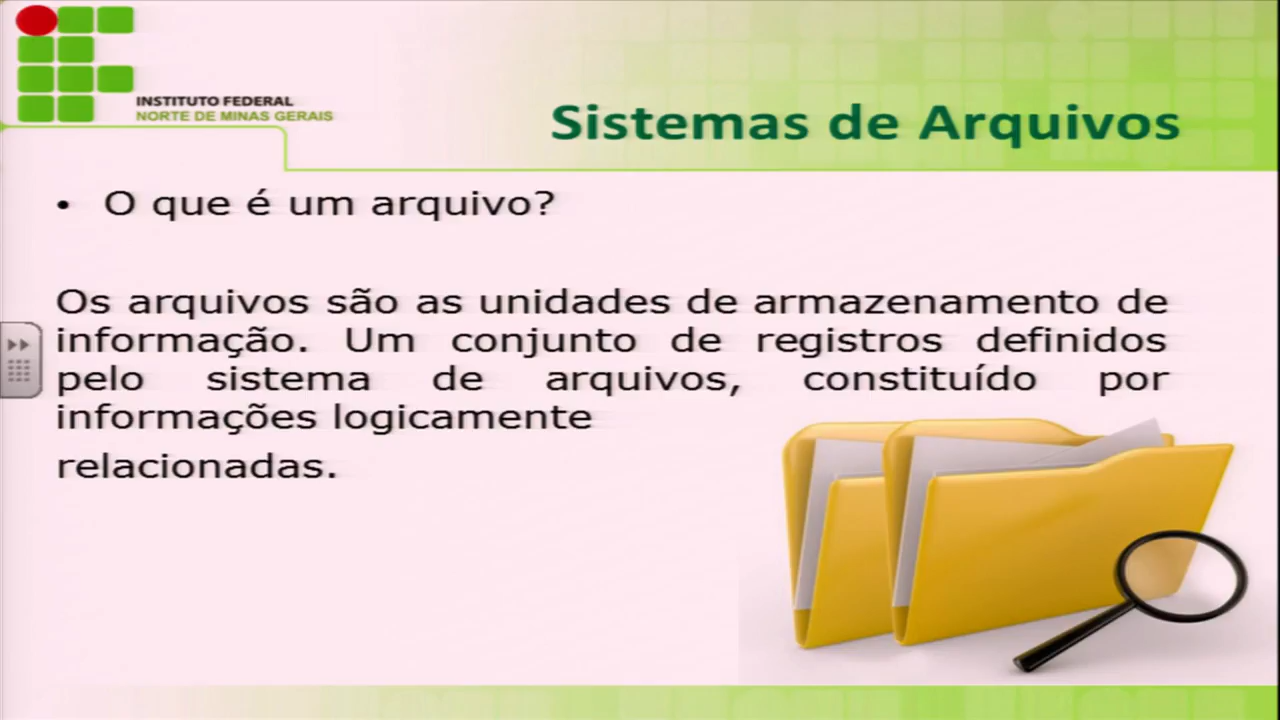 INSTITUTO FEDERAL
NORTE DE MINAS GERAIS
Sistemas de Arquivos
• O que é um arquivo?
Os arquivos são as unidades de armazenamento de
informação. Um conjunto de registros definidos
pelo sistema de arquivos, constituído por
informações logicamente
relacionadas.